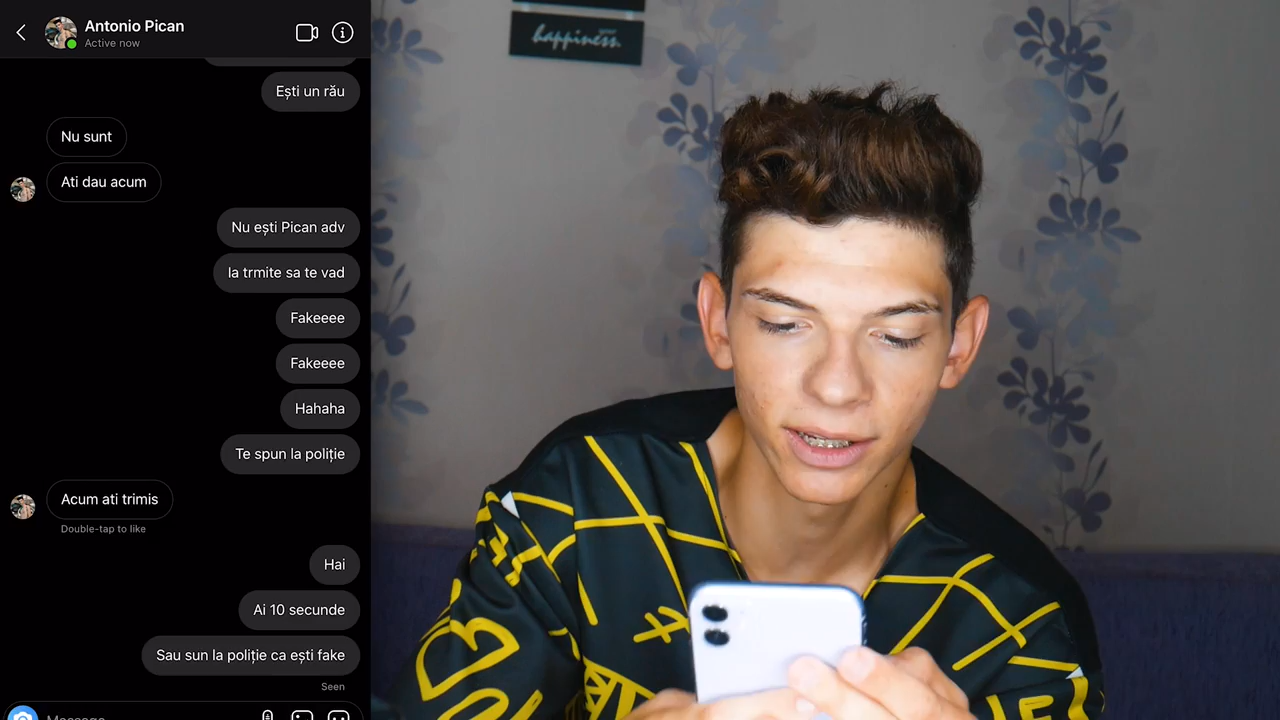 Antonio Pican
Active now
Ești un rău
Nu sunt
Ati dau acum
Nu ești Pican adv
Ia trmite sa te vad
Fakeeee
Fakeeee
Hahaha
Te spun la poliție
Acum ati trimis
Double-tap to like
Hai
Ai 10 secunde
Sau sun la poliție ca ești fake
Seen
Message
happiness